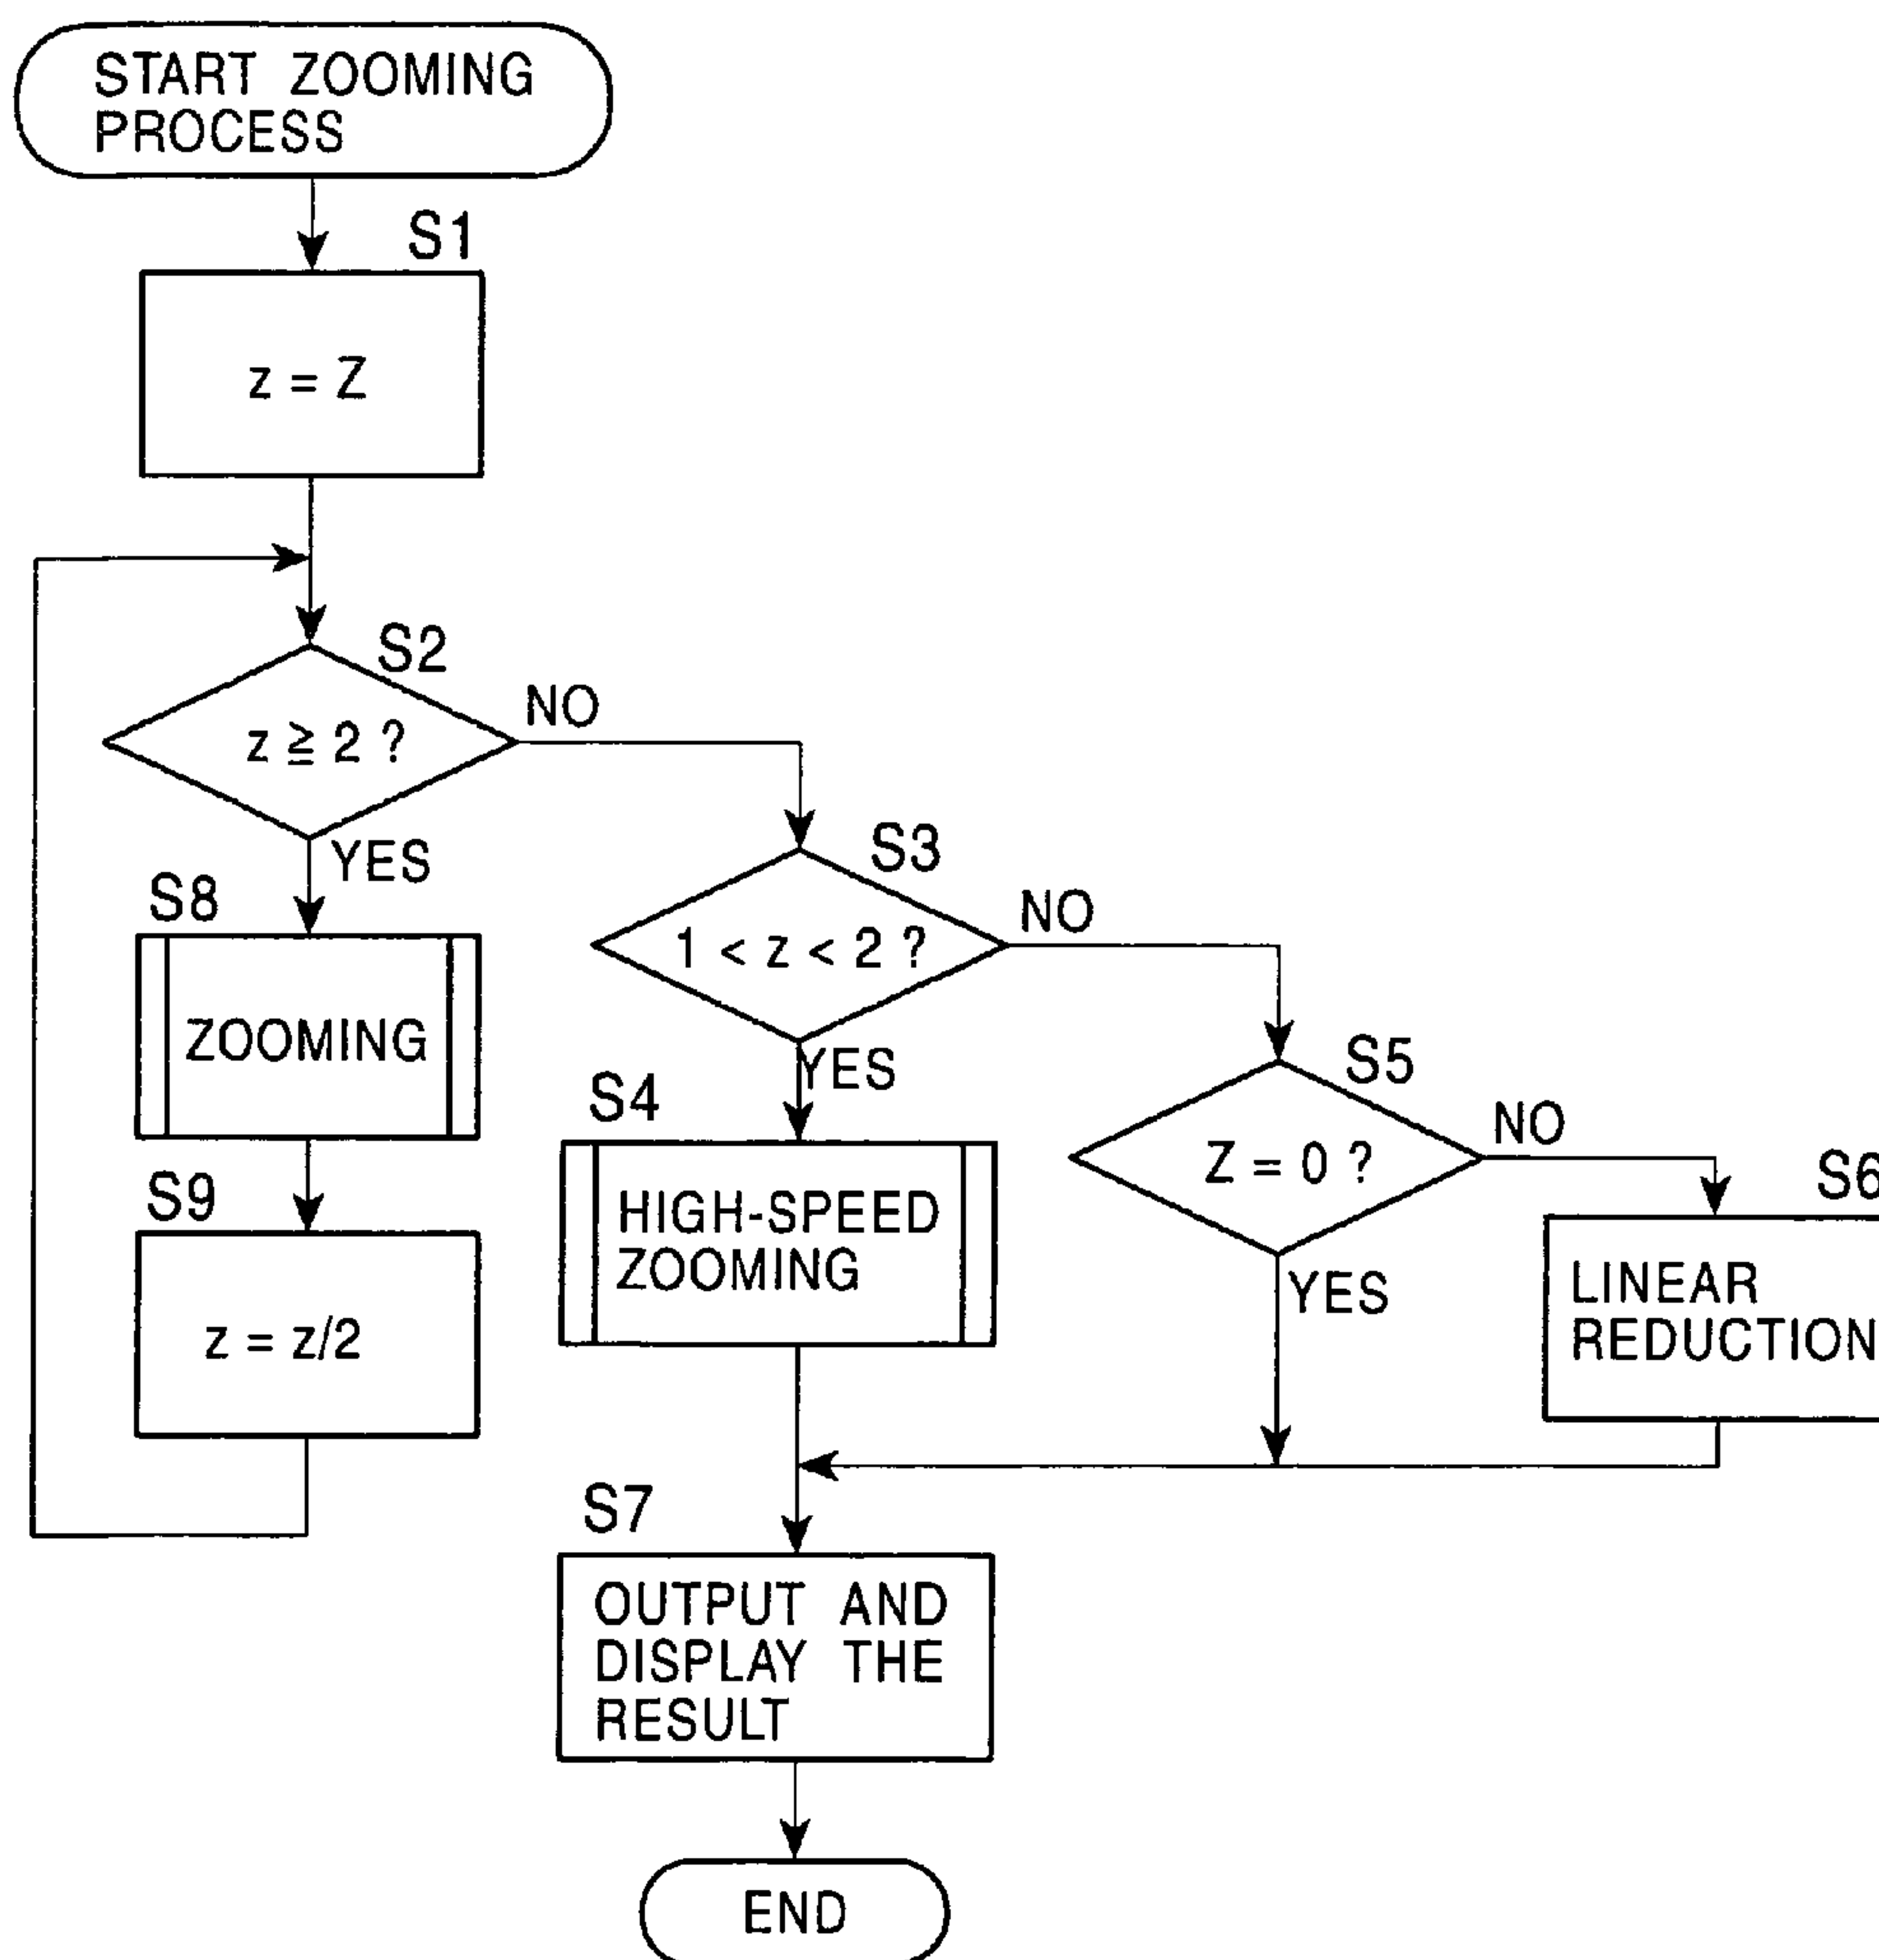 START ZOOMING
PROCESS
S1
z = Z
S2
z ≧ 2 ?
NO
YES
S3
1 < z < 2 ?
NO
YES
S8
ZOOMING
S9
z = z/2
S4
HIGH-SPEED
ZOOMING
S5
Z = 0 ?
NO
YES
S6
LINEAR
REDUCTION
S7
OUTPUT AND
DISPLAY THE
RESULT
END